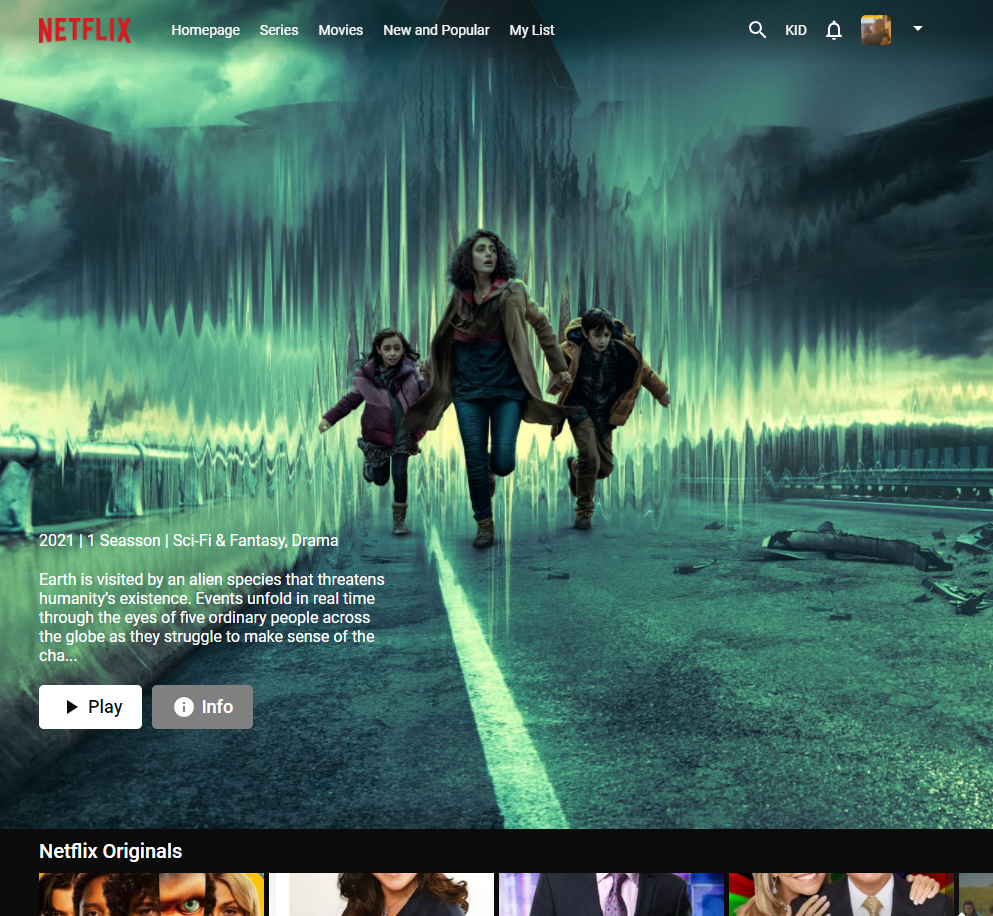 NETFLIX
Homepage Series Movies New and Popular My List
KID
2021 | 1 Seasson | Sci-Fi & Fantasy, Drama
Earth is visited by an alien species that threatens
humanity’s existence. Events unfold in real time
through the eyes of five ordinary people across
the globe as they struggle to make sense of the
cha...
Play
Info
Netflix Originals